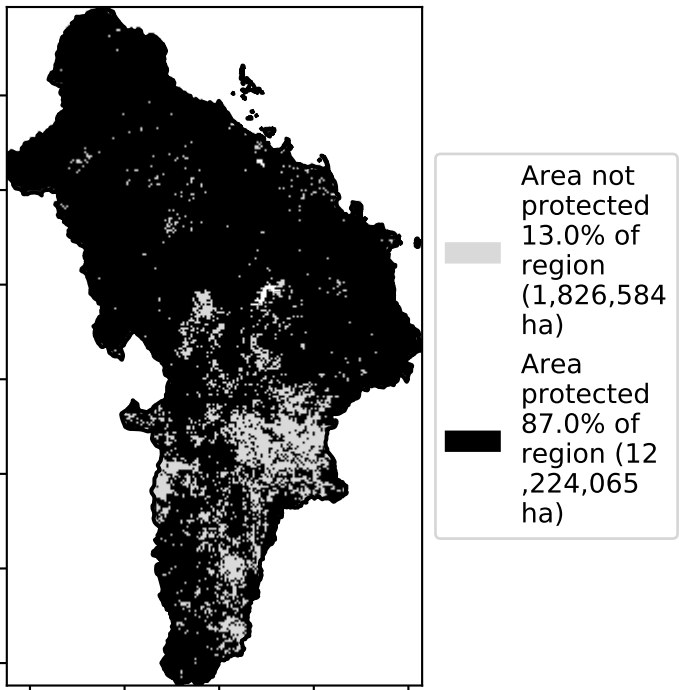 Area not
protected
13.0% of
region
(1,826,584
ha)
Area
protected
87.0% of
region (12
,224,065
ha)